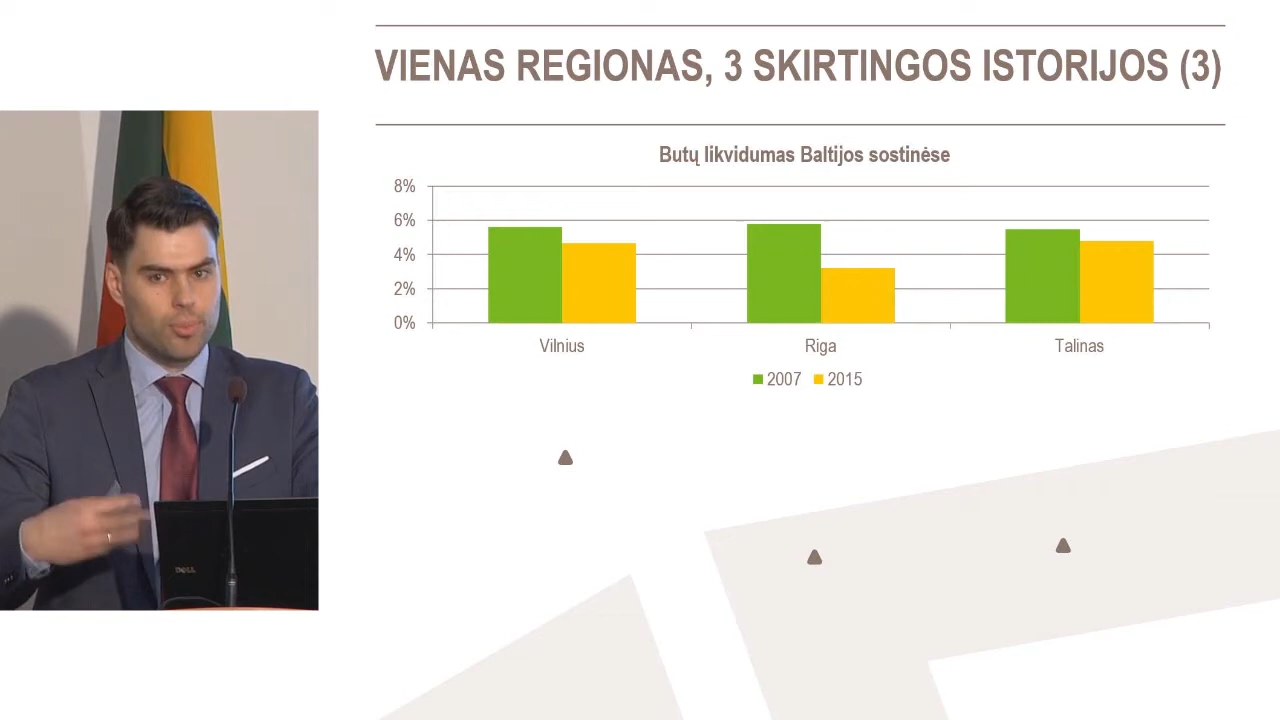 VIENAS REGIONAS, 3 SKIRTINGOS ISTORIJOS (3)
Butų likvidumas Baltijos sostinėse
8%
6%
4%
2%
0%
Vilnius
Riga
Talinas
2007
2015
DELL